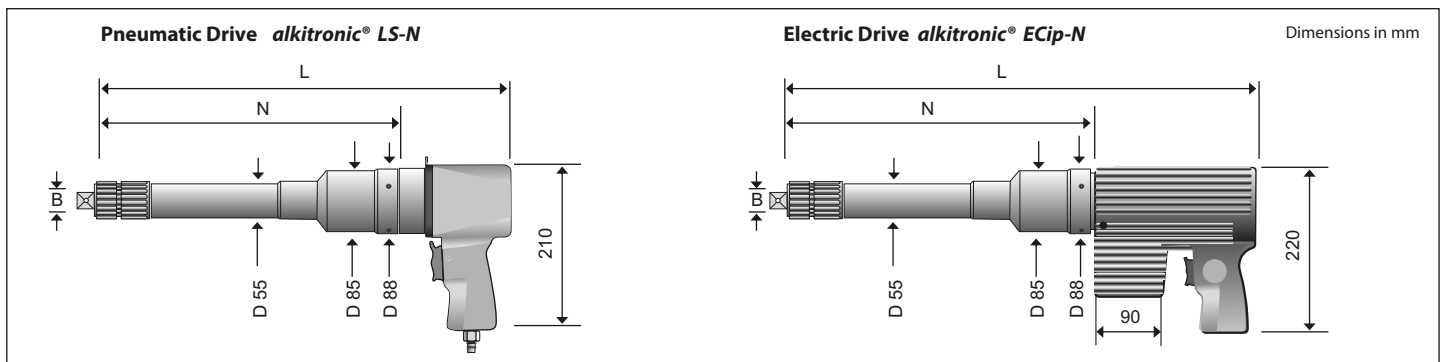 Pneumatic Drive alkitronic® LS-N
L
N
B
D 55
D 85
D 88
210
Electric Drive alkitronic® ECip-N
Dimensions in mm
L
N
B
D 55
D 85
D 88
90
220